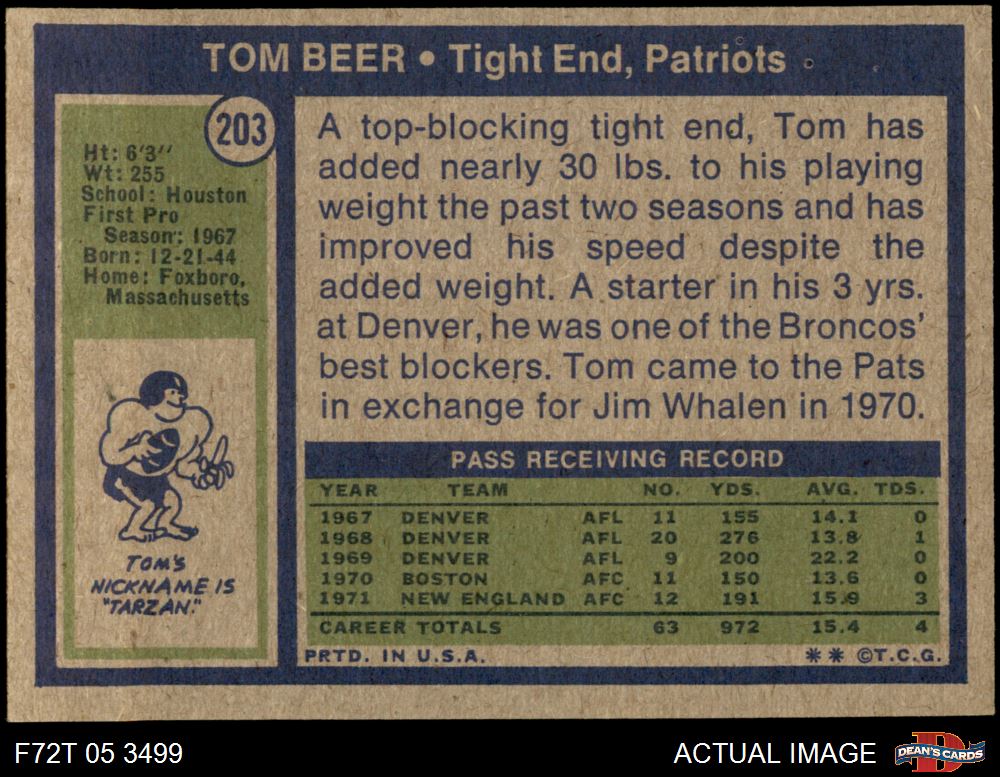 TOM BEER • Tight End, Patriots
203
Ht: 6'3"
Wt: 255
School: Houston
First Pro
Season: 1967
Born: 12-21-44
Home: Foxboro,
Massachusetts
TOM'S
NICKNAME IS
"TARZAN."
A top-blocking tight end, Tom has
added nearly 30 lbs. to his playing
weight the past two seasons and has
improved his speed despite the
added weight. A starter in his 3 yrs.
at Denver, he was one of the Broncos'
best blockers. Tom came to the Pats
in exchange for Jim Whalen in 1970.
PASS RECEIVING RECORD
YEAR TEAM NO. YDS. AVG. TDS.
1967 DENVER AFL 11 155 14.1 0
1968 DENVER AFL 20 276 13.8 1
1969 DENVER AFL 9 200 22.2 0
1970 BOSTON AFC 11 150 13.6 0
1971 NEW ENGLAND AFC 12 191 15.9 3
CAREER TOTALS 63 972 15.4 4
PRTD. IN U.S.A. ** ©T.C.G.
F72T 05 3499 ACTUAL IMAGE D DEAN'S CARDS